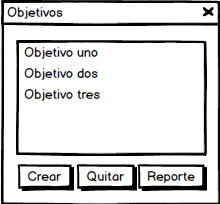 Objetivos
Objetivo uno
Objetivo dos
Objetivo tres
Crear Quitar Reporte